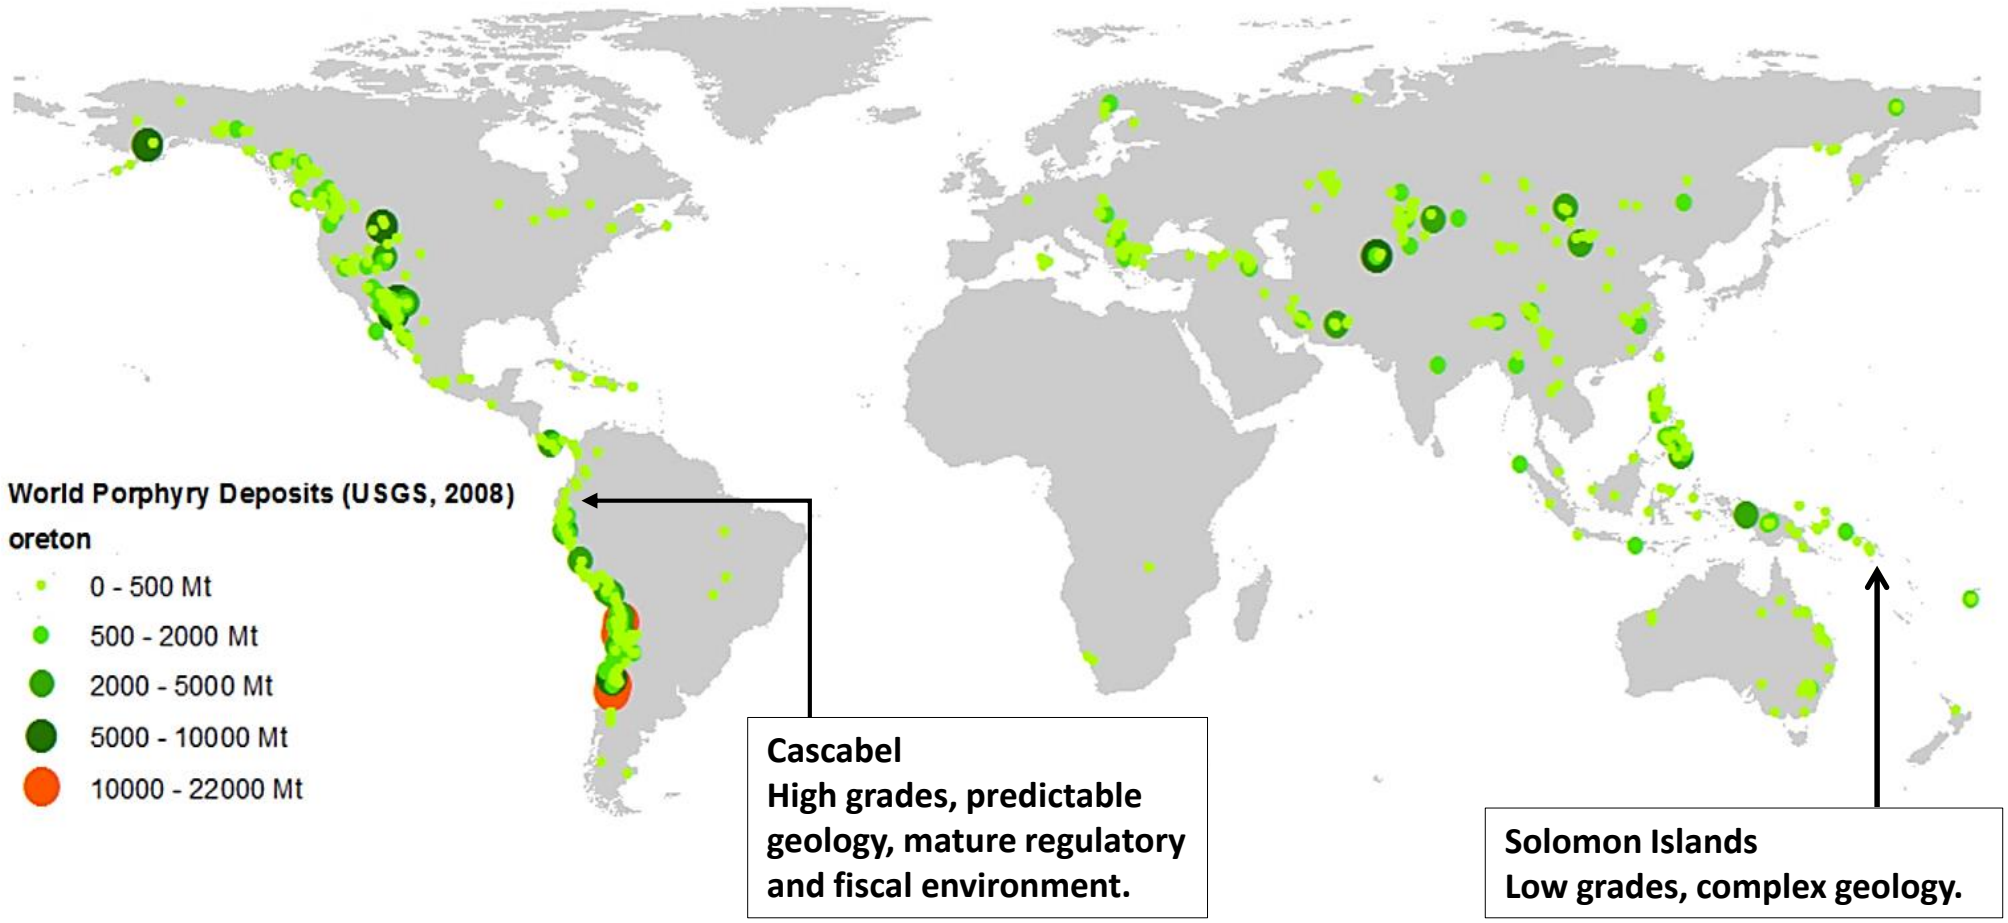 World Porphyry Deposits (USGS, 2008)
oreton
0 - 500 Mt
500 - 2000 Mt
2000 - 5000 Mt
5000 - 10000 Mt
10000 - 22000 Mt
Cascabel
High grades, predictable
geology, mature regulatory
and fiscal environment.
Solomon Islands
Low grades, complex geology.